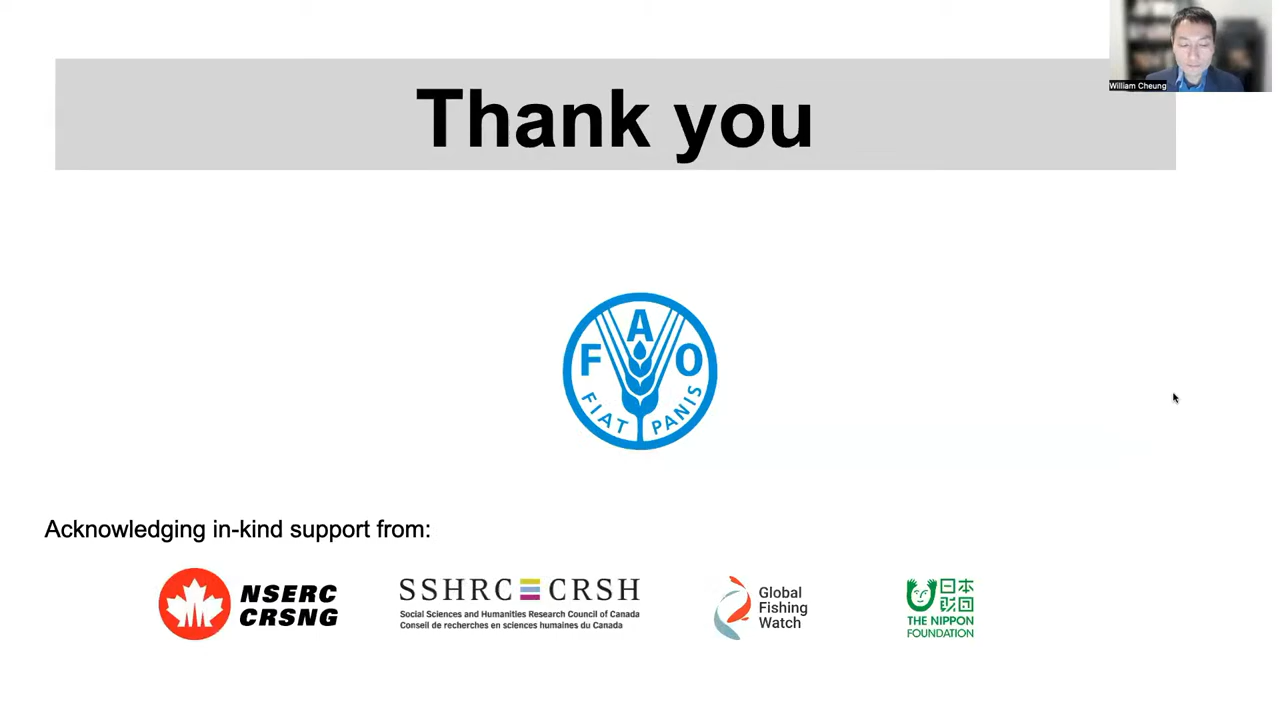 William Cheung
Thank you
A
F O
FIAT PANIS
Acknowledging in-kind support from:
NSERC
CRSNG
SSHRC CRSH
Social Sciences and Humanities Research Council of Canada
Conseil de recherches en sciences humaines du Canada
Global
Fishing
Watch
日本
財団
THE NIPPON
FOUNDATION